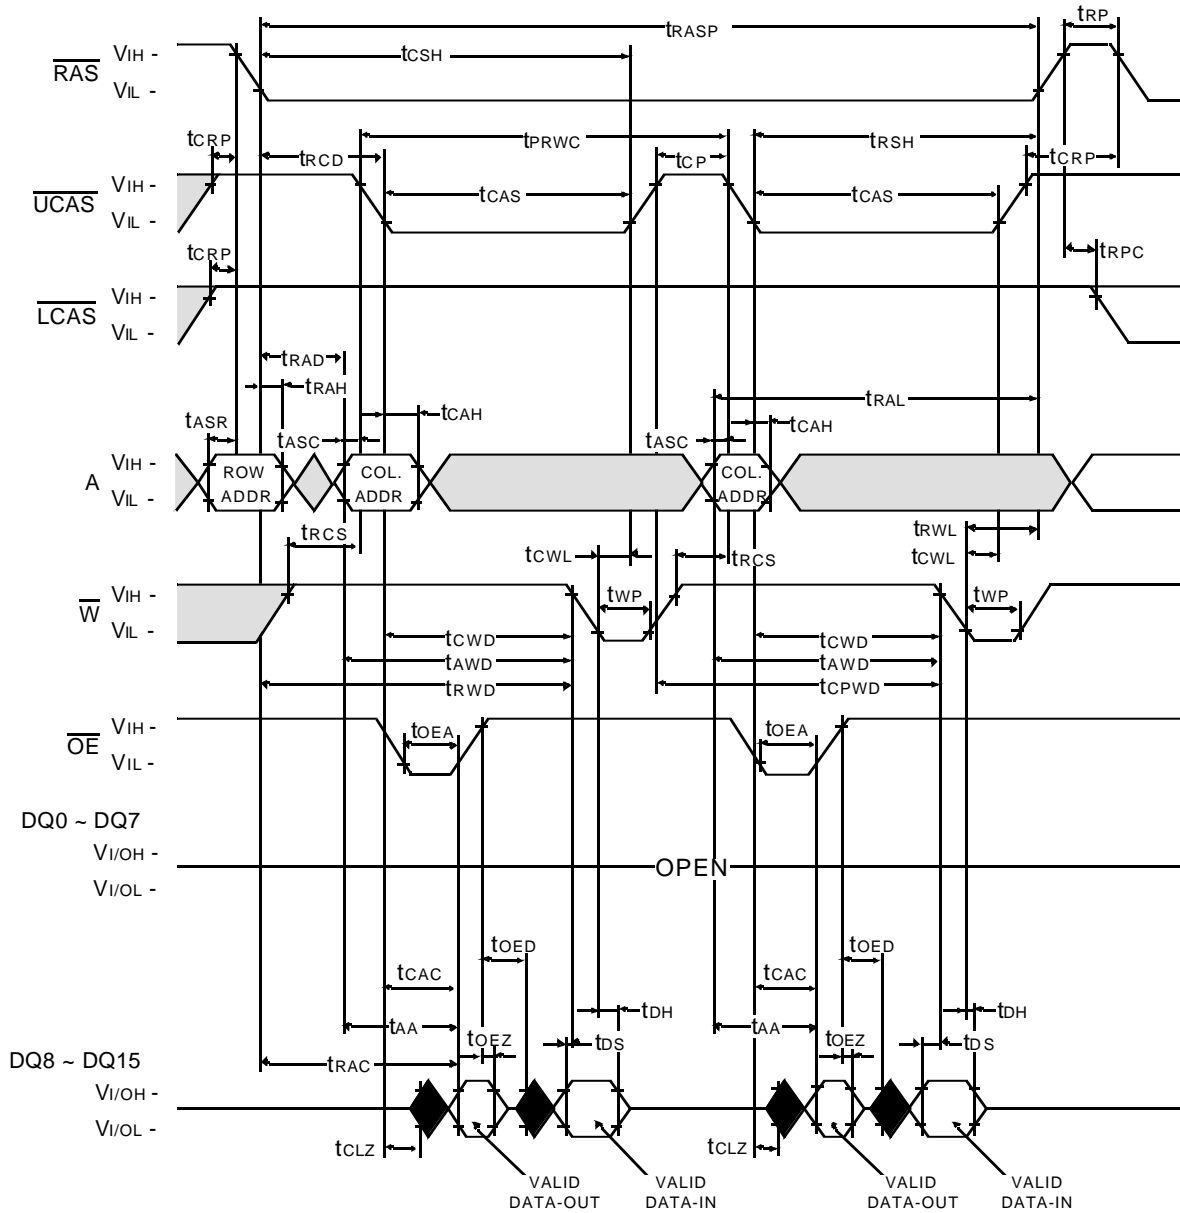 tRP
tRASP
tCSH
RAS
VIH -
VIL -
tCRP
tRCD
tPRWC
tCP
tRSH
tCRP
UCAS
VIH -
VIL -
tCAS
tCAS
tCRP
tRPC
LCAS
VIH -
VIL -
tRAD
tRAH
tRAL
tASR
tASC
tCAH
tASC
tCAH
A
VIH -
VIL -
ROW
ADDR
COL.
ADDR
COL.
ADDR
tRCS
tCWL
tRCS
tRWL
tCWL
W
VIH -
VIL -
tWP
tWP
tCWD
tCWD
tAWD
tAWD
tRWD
tCPWD
OE
VIH -
VIL -
tOEA
tOEA
DQ0 ~ DQ7
VI/OH -
VI/OL -
OPEN
tOED
tOED
tCAC
tCAC
tDH
tDH
tAA
tAA
tOEZ
tDS
tOEZ
tDS
tRAC
DQ8 ~ DQ15
VI/OH -
VI/OL -
tCLZ
tCLZ
VALID
DATA-OUT
VALID
DATA-IN
VALID
DATA-OUT
VALID
DATA-IN